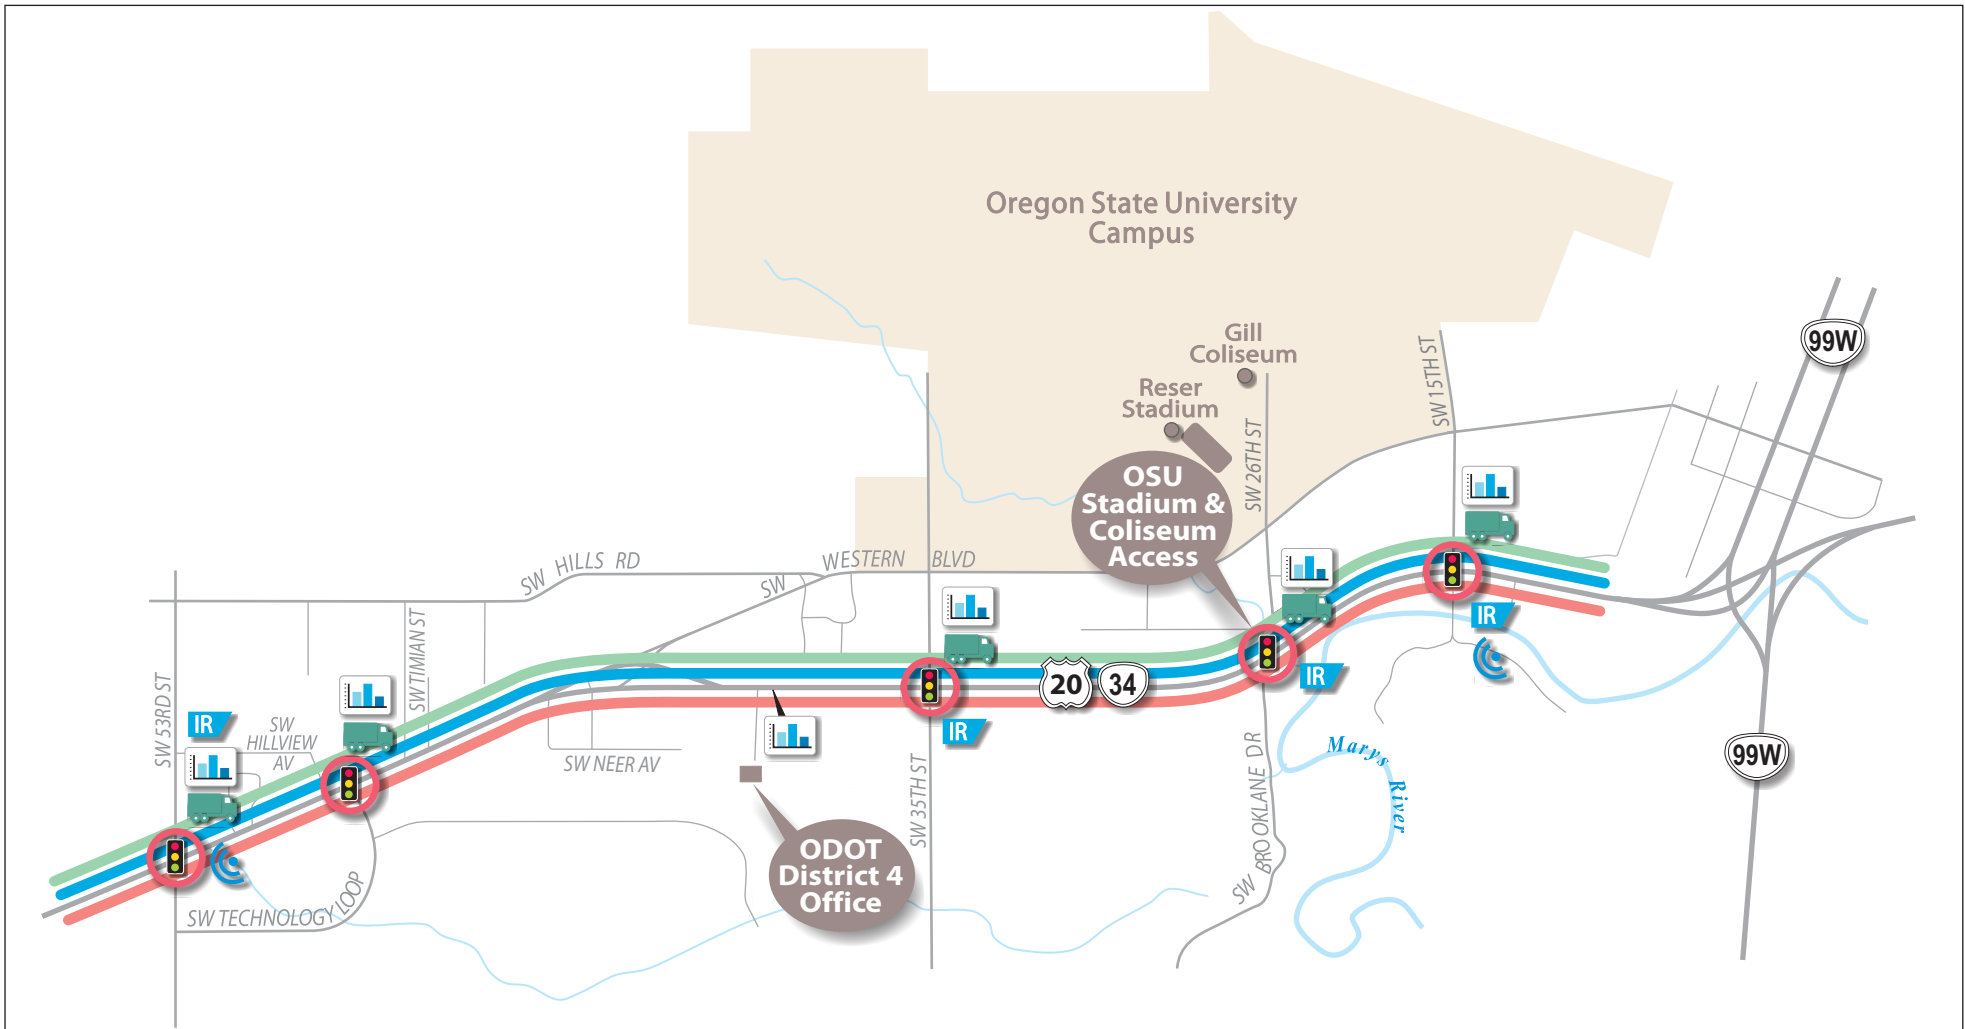 Oregon State University
Campus
Gill
Coliseum
Reser
Stadium
SW 15TH ST
99W
SW 26TH ST
OSU
Stadium &
Coliseum
Access
SW HILLS RD
SW
WESTERN BLVD
SW TIMIAN ST
IR
IR
20
34
IR
SW 53RD ST
IR
SW
HILLVIEW
AV
IR
SW NEER AV
SW 35TH ST
SW BROOKLANE DR
Marys River
99W
ODOT
District 4
Office
SW TECHNOLOGY LOOP